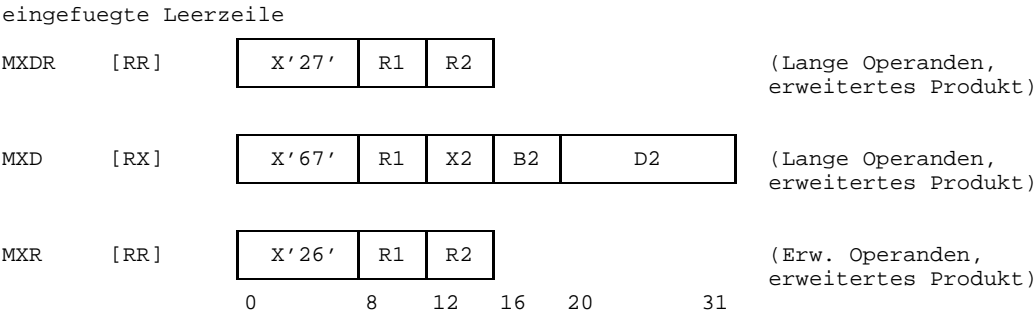 eingefuegte Leerzeile
MXDR [RR] X'27' R1 R2 (Lange Operanden,
erweitertes Produkt)
MXD [RX] X'67' R1 X2 B2 D2 (Lange Operanden,
erweitertes Produkt)
MXR [RR] X'26' R1 R2 (Erw. Operanden,
erweitertes Produkt)
0 8 12 16 20 31